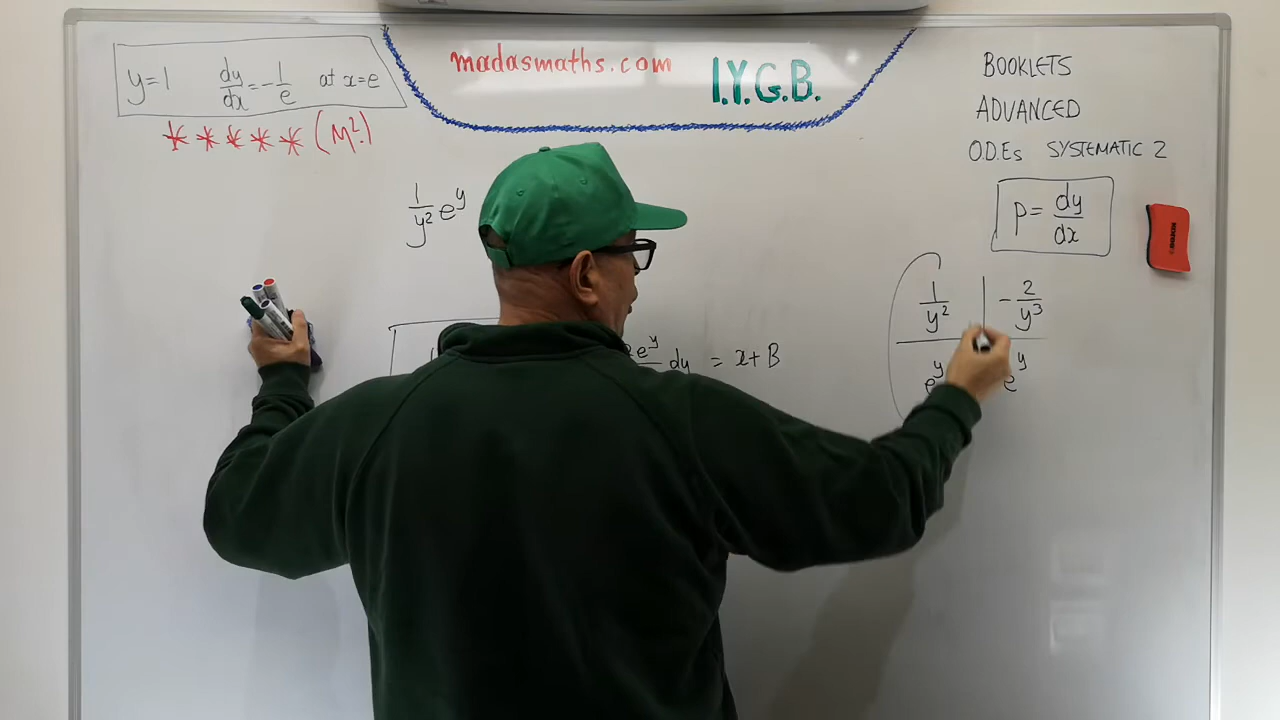 y=1 dy/dx = -1/e at x=e
***** (M?)
madasmaths.com
I.Y.G.B.
BOOKLETS
ADVANCED
O.D.Es SYSTEMATIC 2
p = dy/dx
1/y² e^y
1/y² | -2/y³
e^y | e^y
e^y dy = x + B